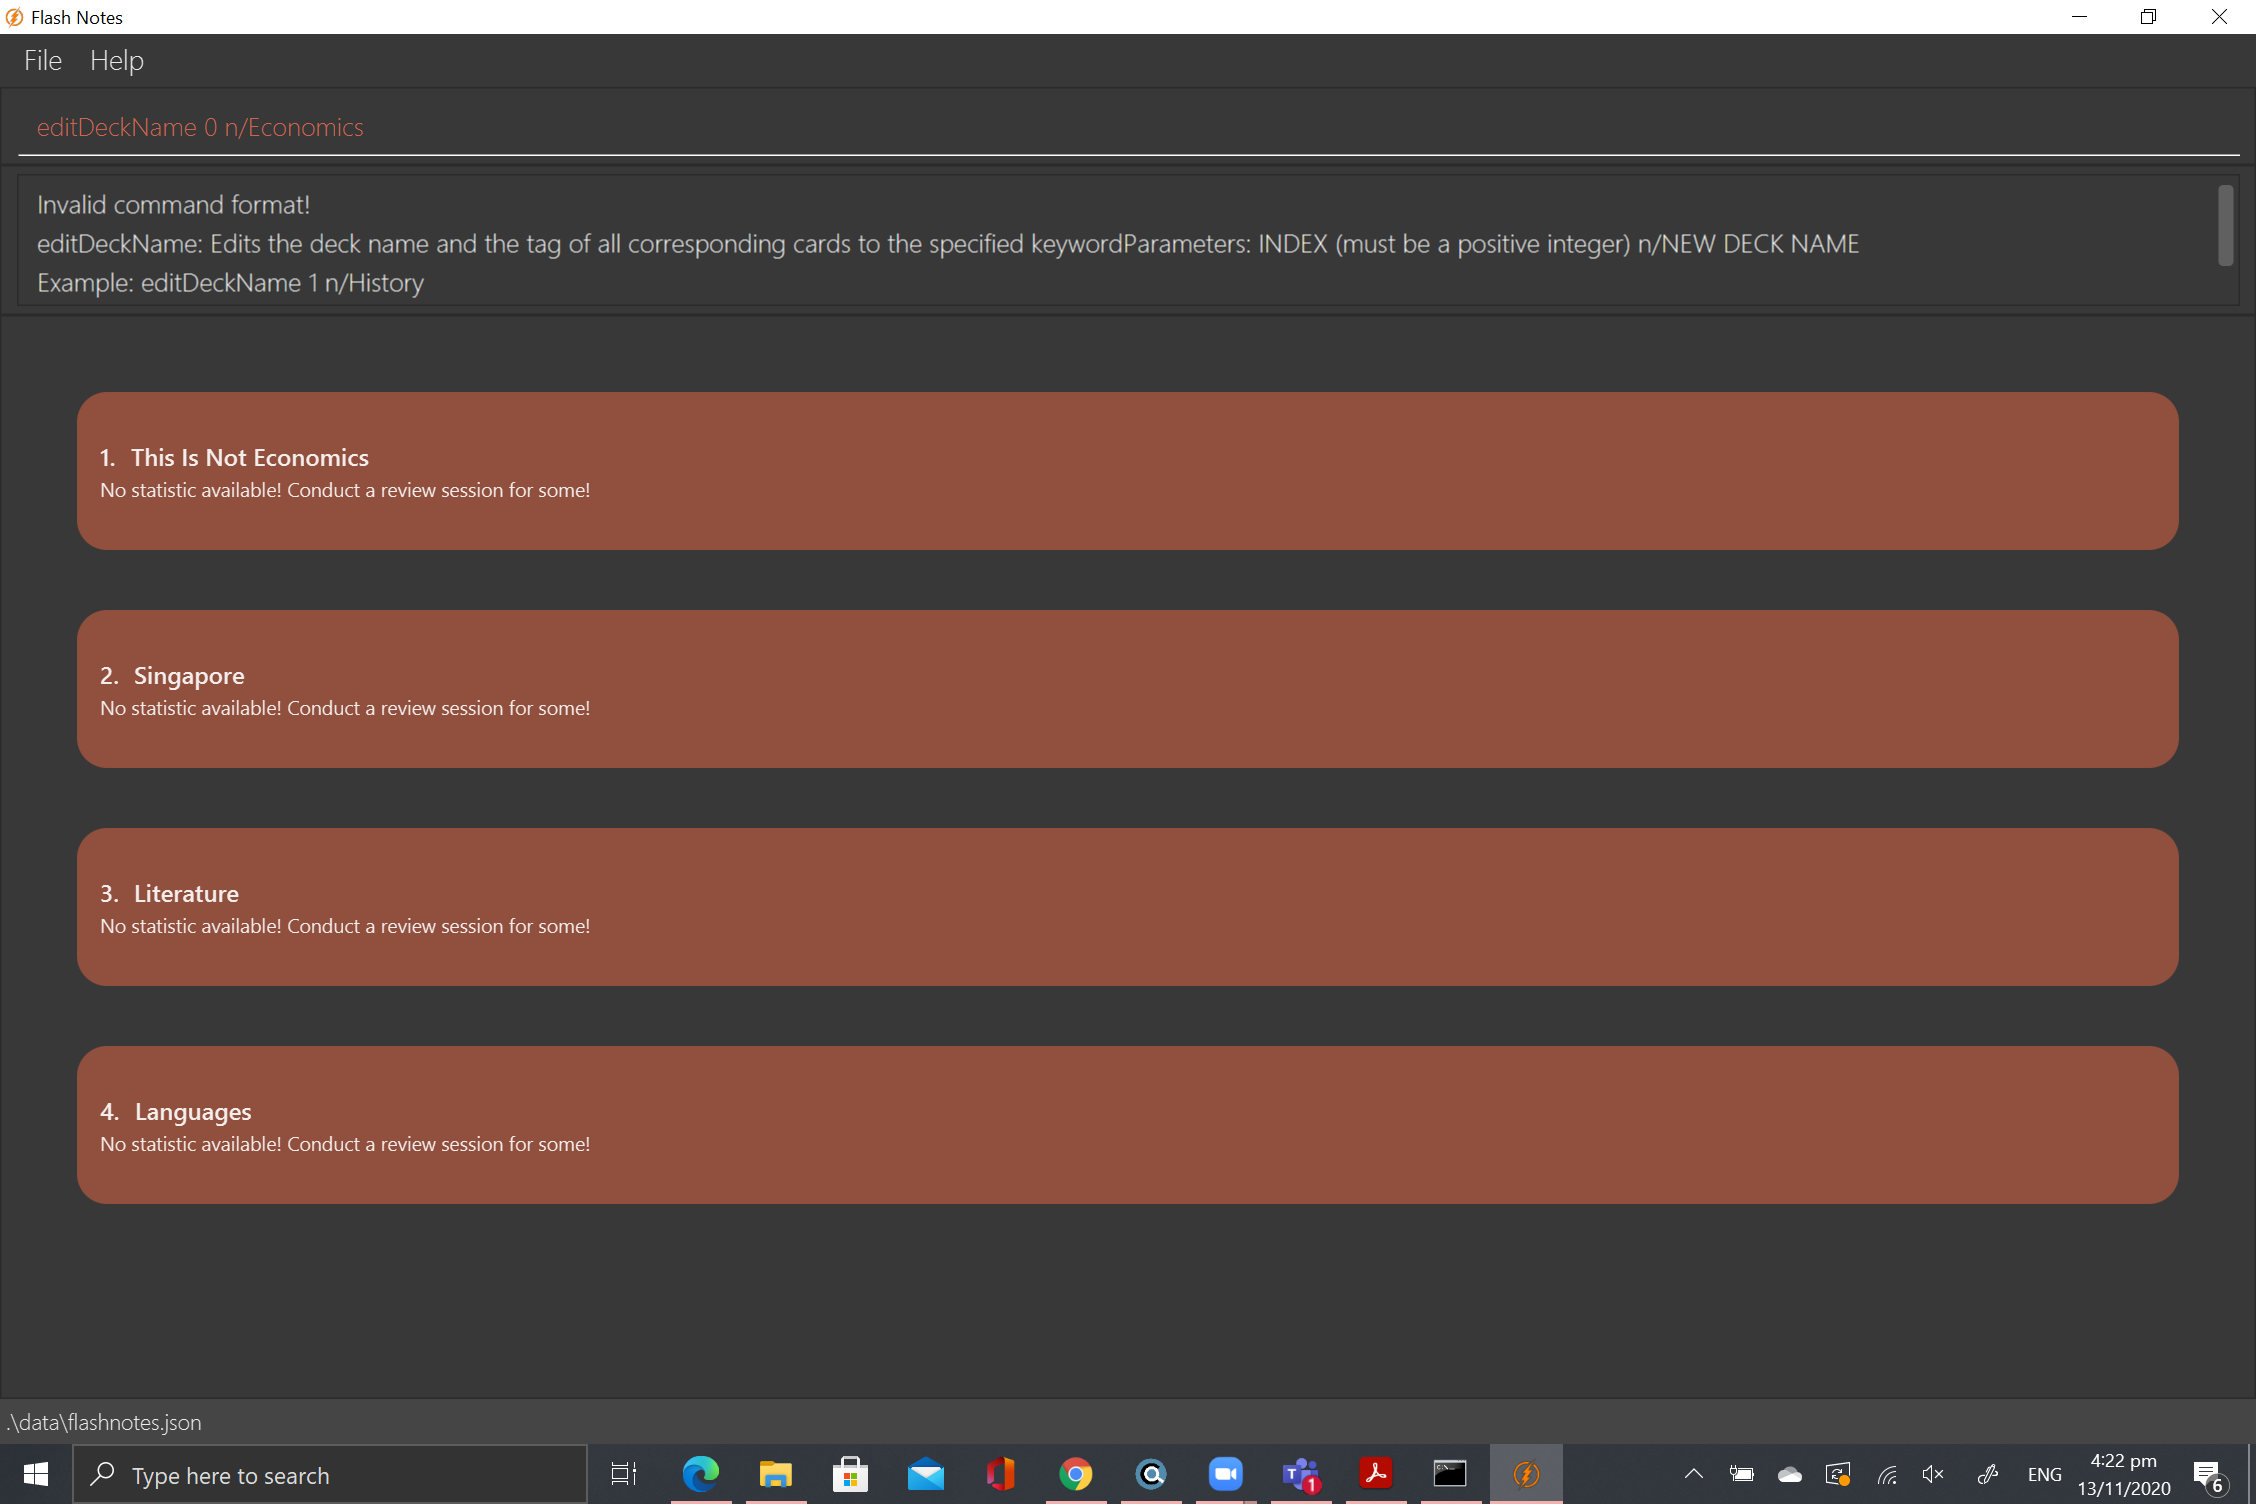 Flash Notes
File Help
editDeckName 0 n/Economics
Invalid command format!
editDeckName: Edits the deck name and the tag of all corresponding cards to the specified keywordParameters: INDEX (must be a positive integer) n/NEW DECK NAME
Example: editDeckName 1 n/History
1. This Is Not Economics
No statistic available! Conduct a review session for some!
2. Singapore
No statistic available! Conduct a review session for some!
3. Literature
No statistic available! Conduct a review session for some!
4. Languages
No statistic available! Conduct a review session for some!
.\data\flashnotes.json
Type here to search
T
1
ENG
4:22 pm
13/11/2020
6